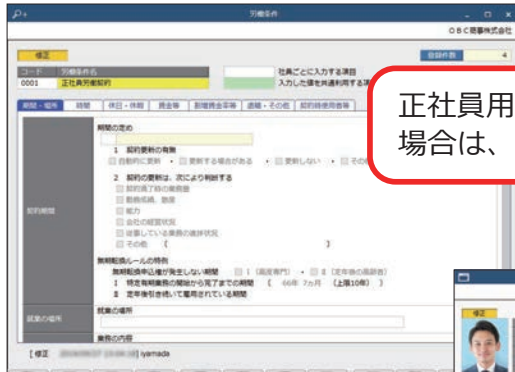 労働条件
OBC商事株式会社
修正
登録件数 4
コード 労働条件名
0001 正社員労働契約
社員ごとに入力する項目
入力した値を共通利用する項
正社員用
場合は、
期間・場所 時間 休日・休暇 賃金等 割増賃金率等 退職・その他 契約時使用者等
期間の定め
1 契約更新の有無
自動的に更新 ・ 更新する場合がある ・ 更新しない ・ その他
2 契約の更新は、次により判断する
契約満了時の業務量
勤務成績、態度
能力
契約期間
会社の経営状況
従事している業務の進捗状況
その他 ( )
無期転換ルールの特例
無期転換申込権が発生しない期間 Ⅰ（高度専門） ・ Ⅱ（定年後の高齢者）
Ⅰ 特定有期業務の開始から完了までの期間 ( 66年 7カ月 （上限10年） )
Ⅱ 定年後引き続いて雇用されている期間
就業の場所
就業の場所
業務の内容
修正
[ 修正 iyamada